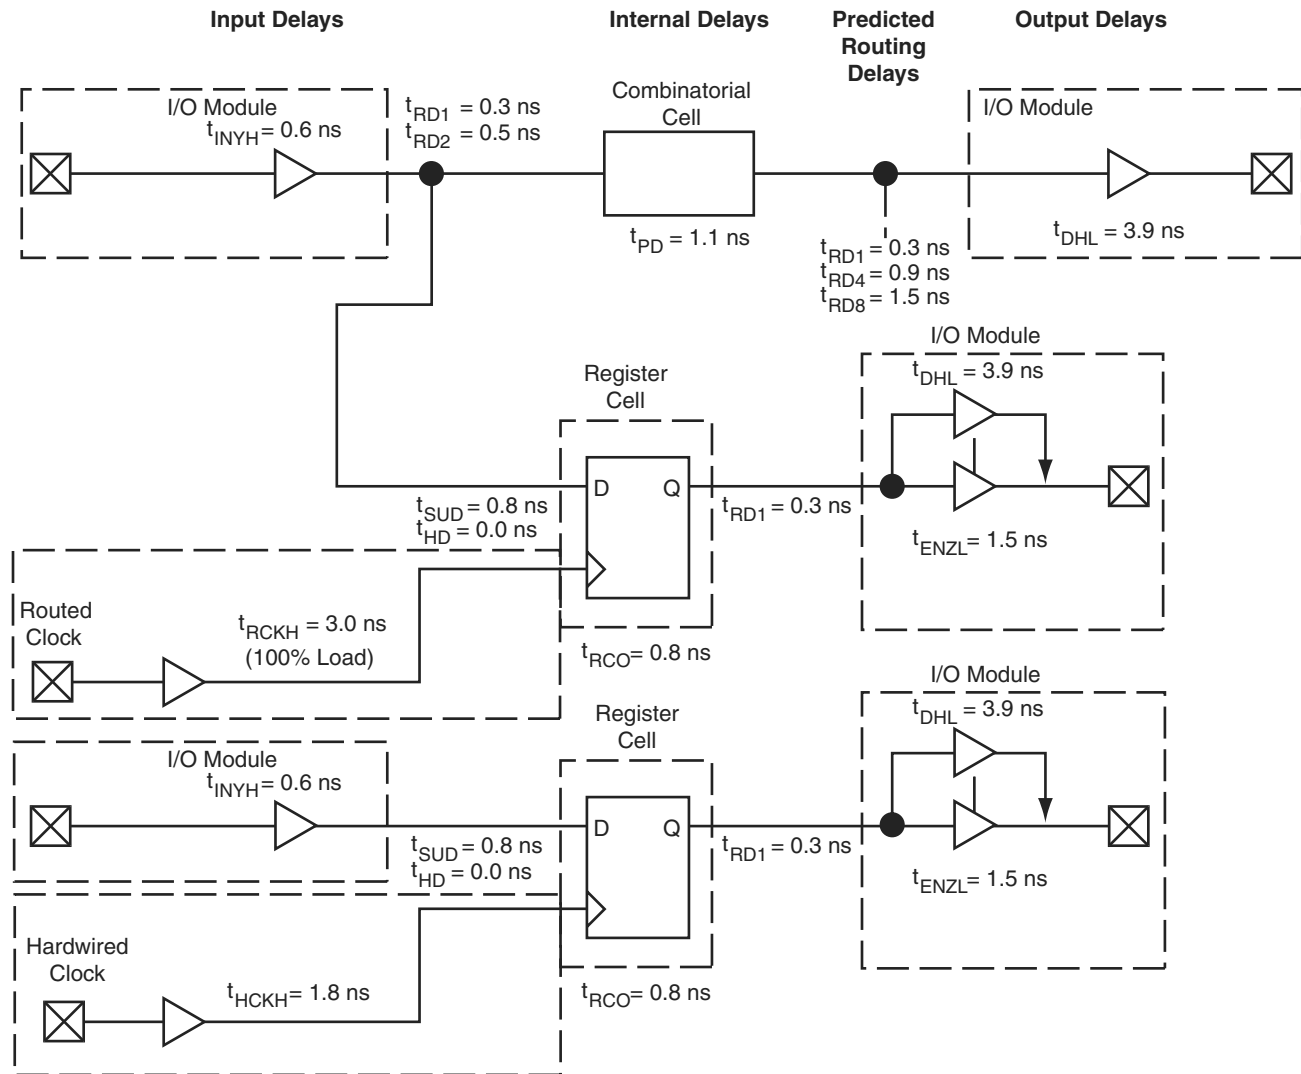 Input Delays
Internal Delays
Predicted
Routing
Delays
Output Delays
I/O Module
tINYH = 0.6 ns
tRD1 = 0.3 ns
tRD2 = 0.5 ns
Combinatorial
Cell
tPD = 1.1 ns
tRD1 = 0.3 ns
tRD4 = 0.9 ns
tRD8 = 1.5 ns
I/O Module
tDHL = 3.9 ns
Register
Cell
D
Q
tSUD = 0.8 ns
tHD = 0.0 ns
tRD1 = 0.3 ns
I/O Module
tDHL = 3.9 ns
tENZL = 1.5 ns
Routed
Clock
tRCKH = 3.0 ns
(100% Load)
tRCO = 0.8 ns
I/O Module
tINYH = 0.6 ns
Register
Cell
D
Q
tSUD = 0.8 ns
tHD = 0.0 ns
tRD1 = 0.3 ns
I/O Module
tDHL = 3.9 ns
tENZL = 1.5 ns
Hardwired
Clock
tHCKH = 1.8 ns
tRCO = 0.8 ns